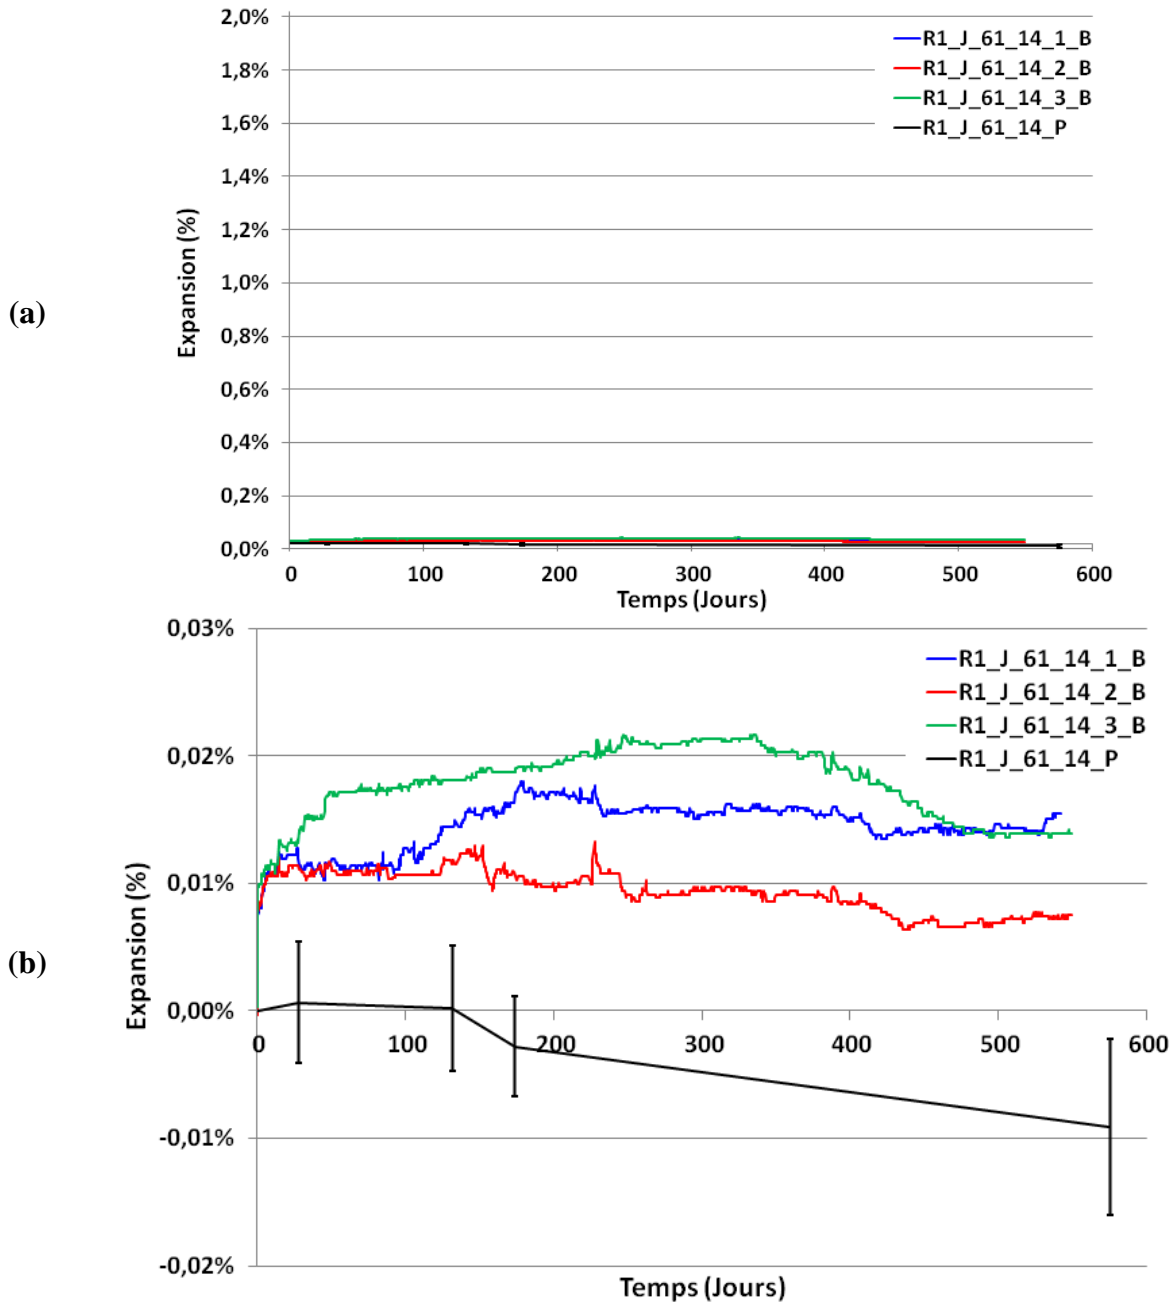 2,0%
1,8%
1,6%
1,4%
1,2%
1,0%
0,8%
0,6%
0,4%
0,2%
0,0%
Expansion (%)
(a)
R1_J_61_14_1_B
R1_J_61_14_2_B
R1_J_61_14_3_B
R1_J_61_14_P
0 100 200 300 400 500 600
Temps (Jours)
0,03%
0,02%
0,01%
0,00%
-0,01%
-0,02%
Expansion (%)
(b)
R1_J_61_14_1_B
R1_J_61_14_2_B
R1_J_61_14_3_B
R1_J_61_14_P
0 100 200 300 400 500 600
Temps (Jours)